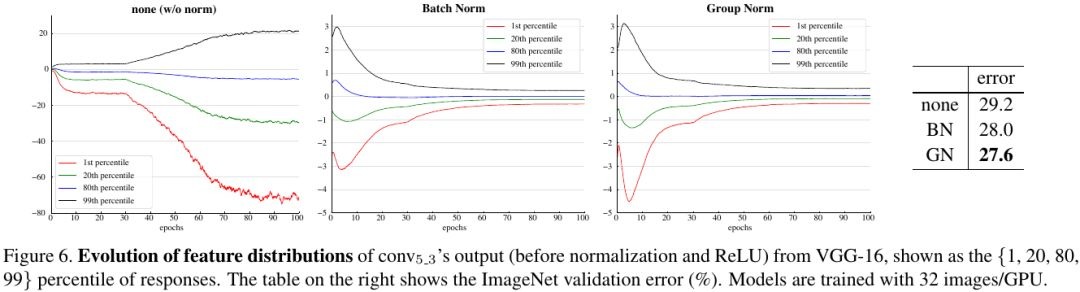 none (w/o norm)
20
0
−20
−40
−60
−80
0 10 20 30 40 50 60 70 80 90 100
epochs
1st percentile
20th percentile
80th percentile
99th percentile
Batch Norm
3
2
1
0
−1
−2
−3
−4
−5
0 10 20 30 40 50 60 70 80 90 100
epochs
1st percentile
20th percentile
80th percentile
99th percentile
Group Norm
3
2
1
0
−1
−2
−3
−4
−5
0 10 20 30 40 50 60 70 80 90 100
epochs
1st percentile
20th percentile
80th percentile
99th percentile
error
none 29.2
BN 28.0
GN 27.6
Figure 6. Evolution of feature distributions of conv5_3's output (before normalization and ReLU) from VGG-16, shown as the {1, 20, 80,
99} percentile of responses. The table on the right shows the ImageNet validation error (%). Models are trained with 32 images/GPU.